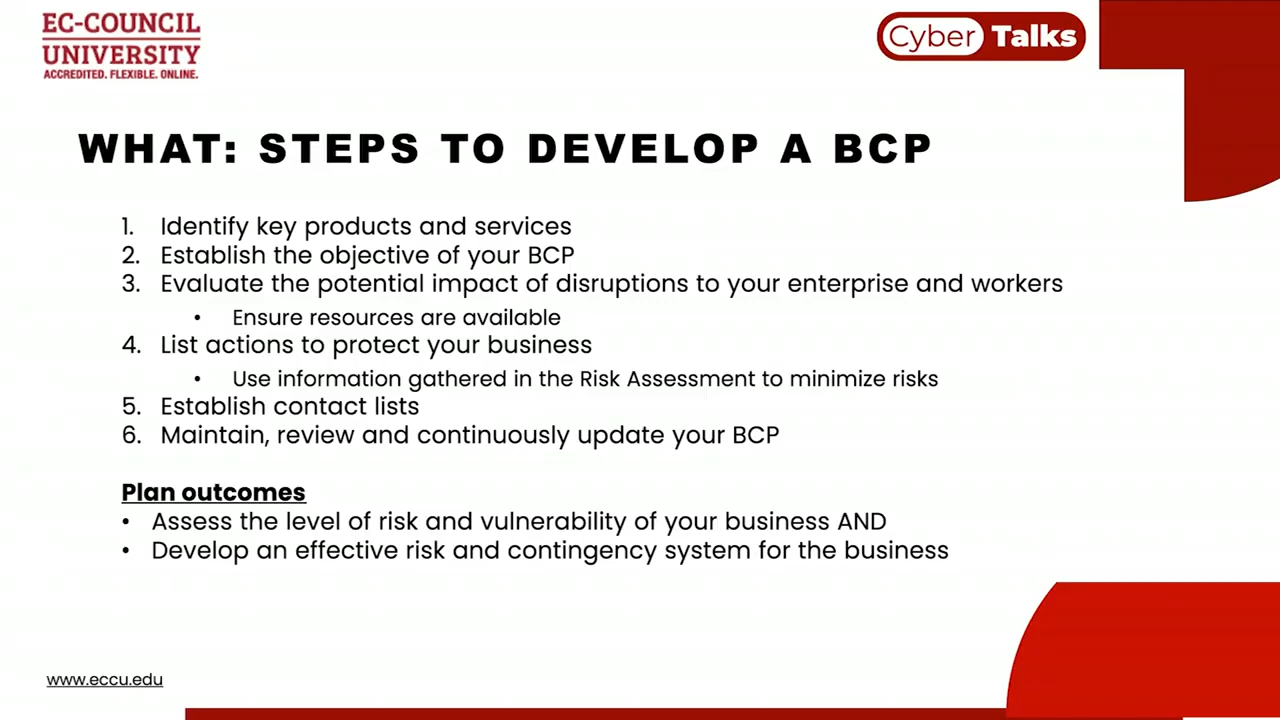 EC-COUNCIL
UNIVERSITY
ACCREDITED. FLEXIBLE. ONLINE.
Cyber Talks
WHAT: STEPS TO DEVELOP A BCP
1. Identify key products and services
2. Establish the objective of your BCP
3. Evaluate the potential impact of disruptions to your enterprise and workers
• Ensure resources are available
4. List actions to protect your business
• Use information gathered in the Risk Assessment to minimize risks
5. Establish contact lists
6. Maintain, review and continuously update your BCP
Plan outcomes
• Assess the level of risk and vulnerability of your business AND
• Develop an effective risk and contingency system for the business
www.eccu.edu